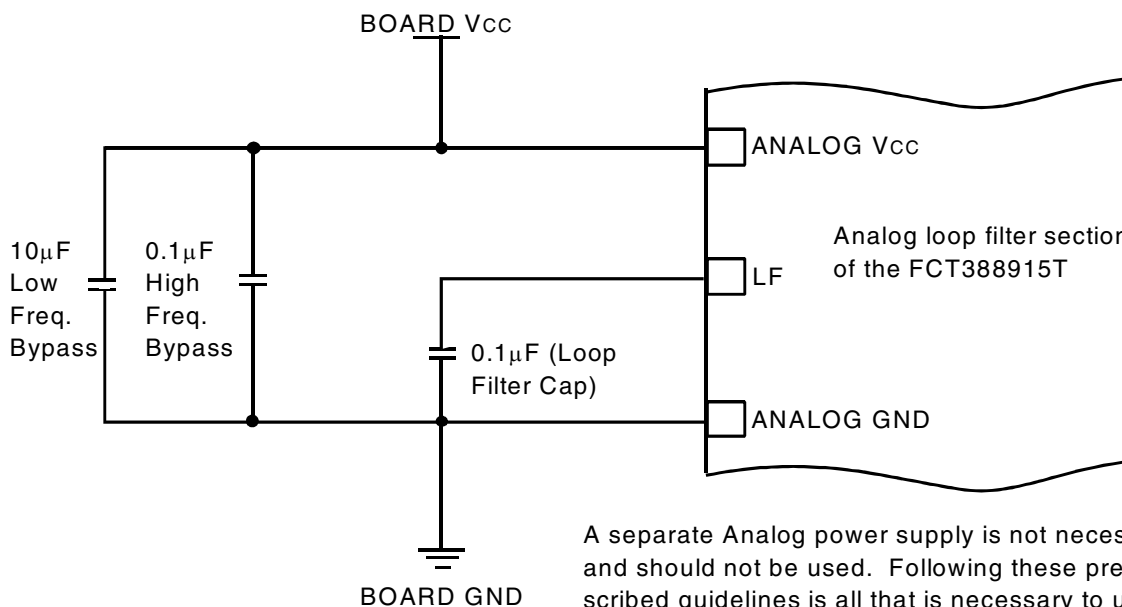 BOARD VCC
ANALOG VCC
10μF
Low
Freq.
Bypass
0.1μF
High
Freq.
Bypass
Analog loop filter section
of the FCT388915T
LF
0.1μF (Loop
Filter Cap)
ANALOG GND
BOARD GND
A separate Analog power supply is not neces
and should not be used. Following these pre
scribed guidelines is all that is necessary to u